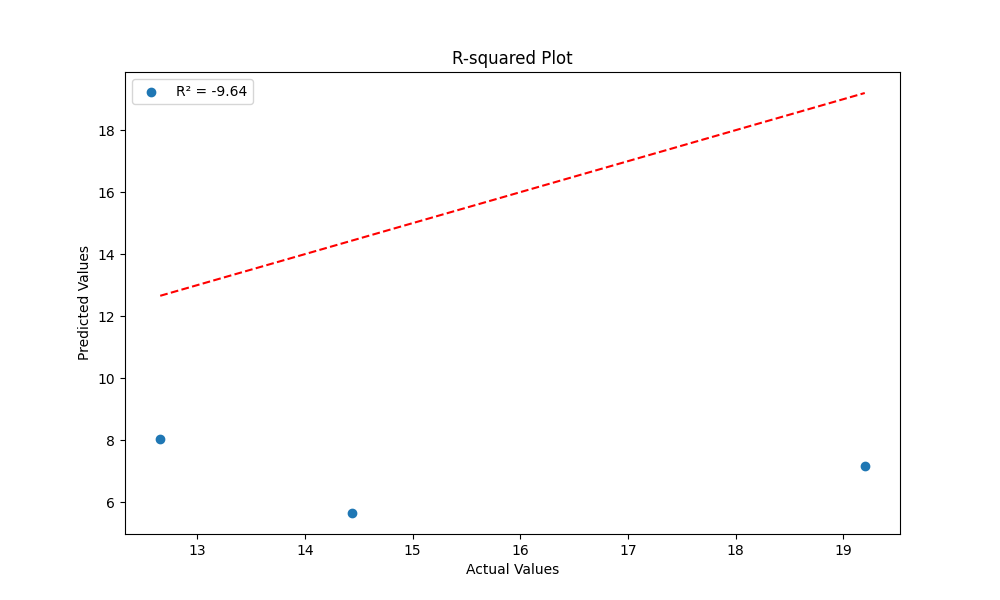 R-squared Plot
R² = -9.64
18
16
14
12
10
8
6
Predicted Values
13 14 15 16 17 18 19
Actual Values